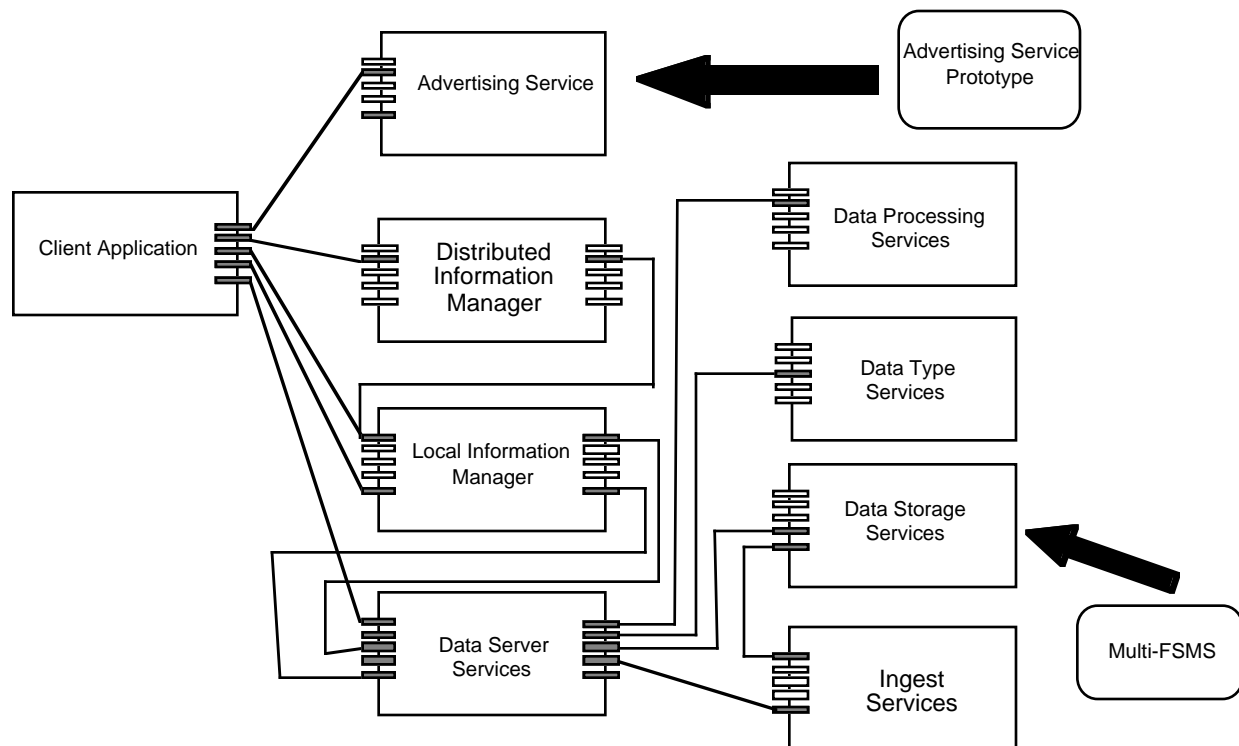 Advertising Service
Advertising Service
Prototype
Client Application
Distributed
Information
Manager
Data Processing
Services
Data Type
Services
Local Information
Manager
Data Storage
Services
Data Server
Services
Ingest
Services
Multi-FSMS